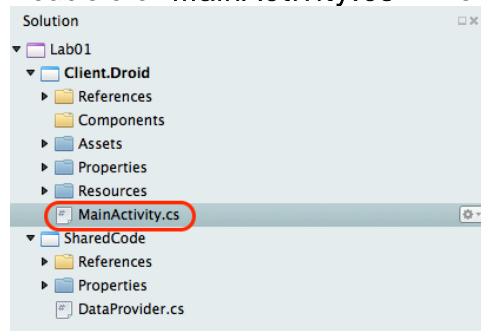 Solution
Lab01
Client.Droid
References
Components
Assets
Properties
Resources
MainActivity.cs
SharedCode
References
Properties
DataProvider.cs